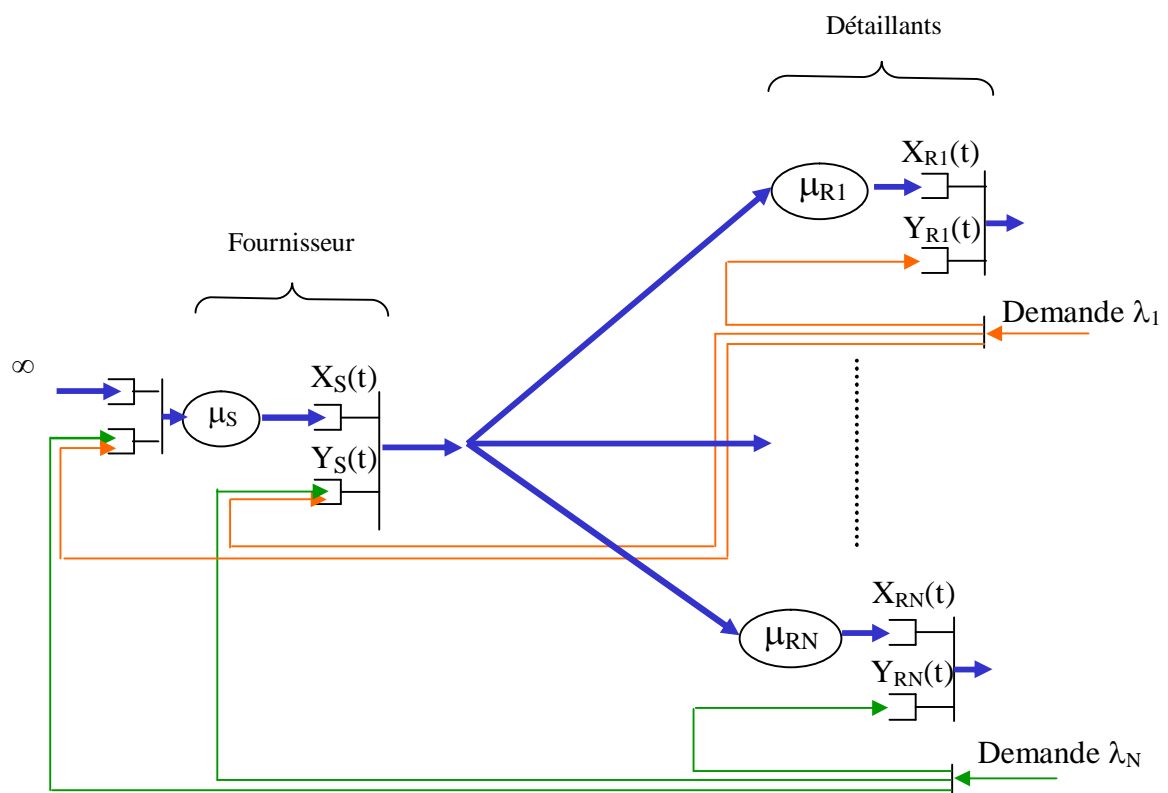 Détaillants
X_R1(t)
μ_R1
Y_R1(t)
Fournisseur
Demande λ_1
∞
X_S(t)
μ_S
Y_S(t)
X_RN(t)
μ_RN
Y_RN(t)
Demande λ_N